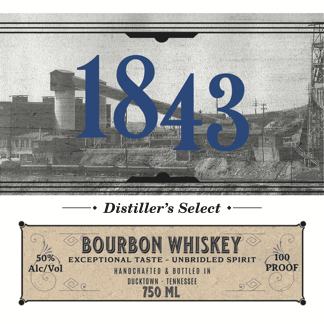 1843
Distiller's Select
BOURBON WHISKEY
EXCEPTIONAL TASTE - UNBRIDLED SPIRIT
50%
Alc/Vol
100
PROOF
HANDCRAFTED & BOTTLED IN
DUCKTOWN - TENNESSEE
750 ML